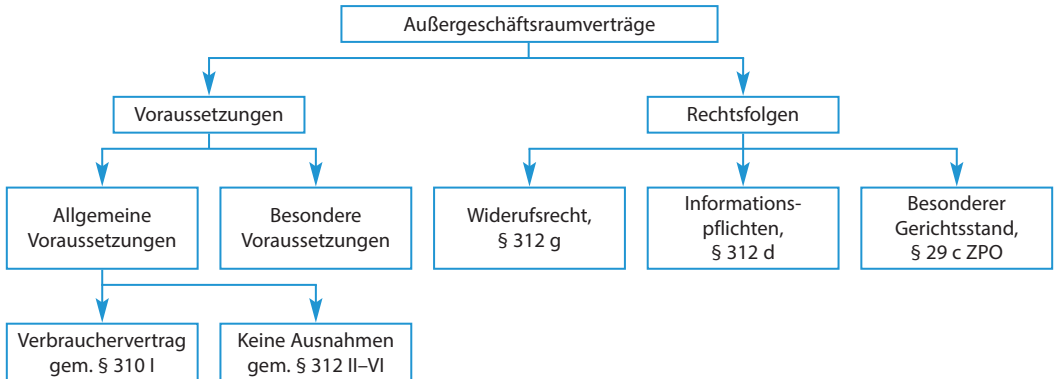 Außergeschäftsraumverträge
Voraussetzungen
Rechtsfolgen
Allgemeine
Voraussetzungen
Besondere
Voraussetzungen
Widerufsrecht,
§ 312 g
Informations-
pflichten,
§ 312 d
Besonderer
Gerichtsstand,
§ 29 c ZPO
Verbrauchervertrag
gem. § 310 I
Keine Ausnahmen
gem. § 312 II–VI